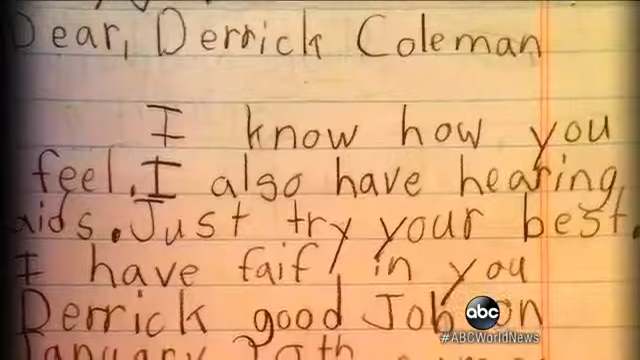 Dear, Derrick Coleman
I know how you
feel. I also have hearing
aids. Just try your best.
I have faif in you
Derrick good Job on
January
abc
#ABCWorldNews